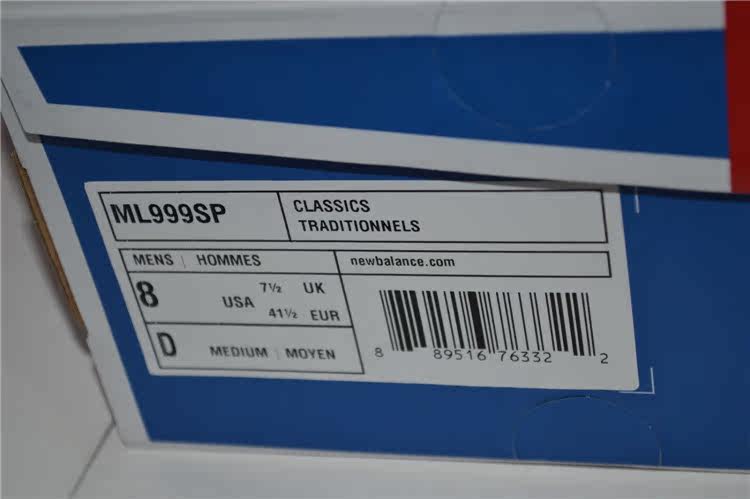 ML999SP
CLASSICS
TRADITIONNELS
MENS | HOMMES
newbalance.com
8 USA
7½ UK
41½ EUR
D MEDIUM | MOYEN
8 89516 76332 2